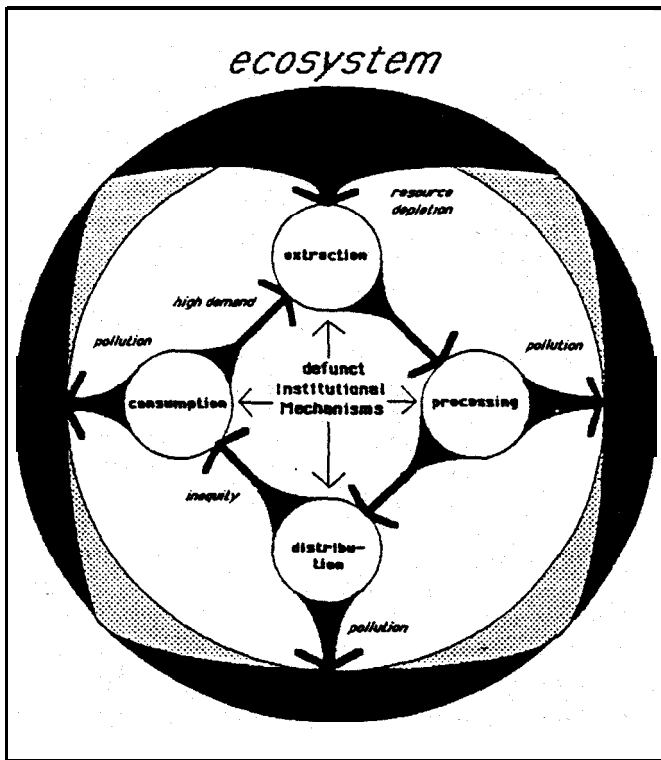 ecosystem
resource
depletion
extraction
high demand
pollution
pollution
defunct
Institutional
Mechanisms
consumption
processing
inequity
distribu-
tion
pollution